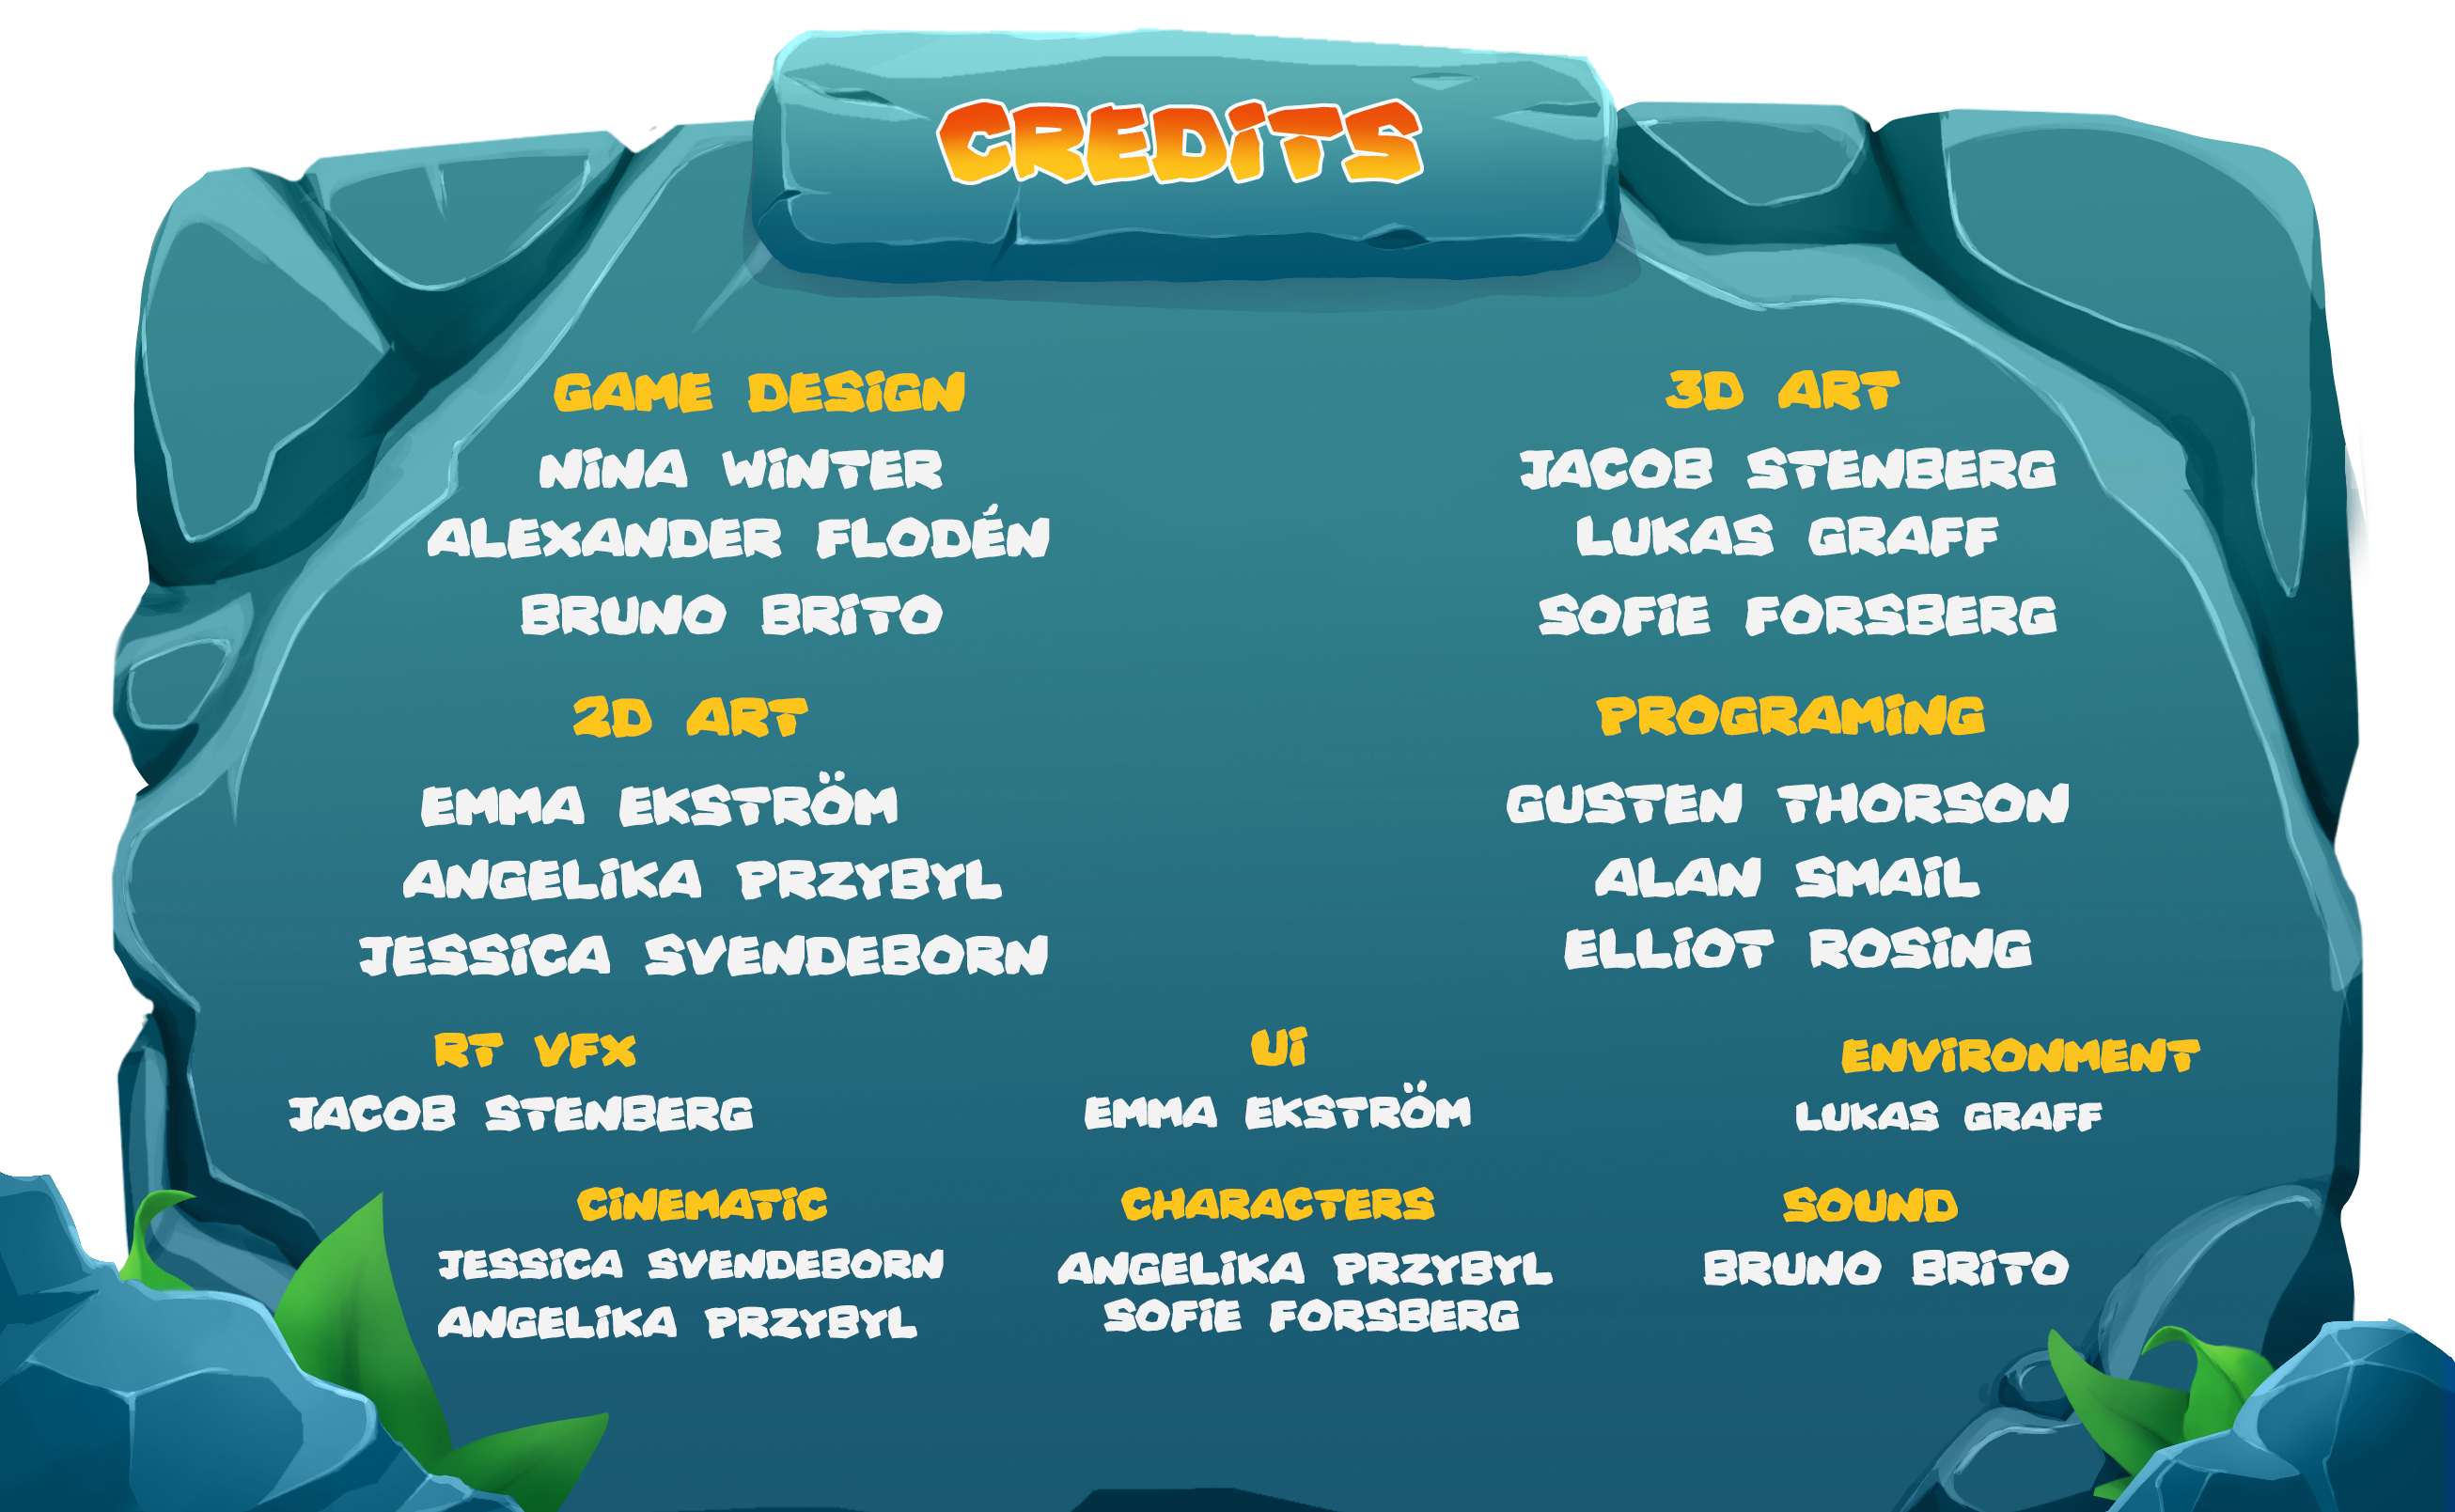 CREDITS
GAME DESIGN
NINA WINTER
ALEXANDER FLODÉN
BRUNO BRITO
3D ART
JACOB STENBERG
LUKAS GRAFF
SOFIE FORSBERG
2D ART
EMMA EKSTRÖM
ANGELIKA PRZYBYL
JESSICA SVENDEBORN
PROGRAMING
GUSTEN THORSON
ALAN SMAIL
ELLIOT ROSING
RT VFX
JACOB STENBERG
UI
EMMA EKSTRÖM
ENVIRONMENT
LUKAS GRAFF
CINEMATIC
JESSICA SVENDEBORN
ANGELIKA PRZYBYL
CHARACTERS
ANGELIKA PRZYBYL
SOFIE FORSBERG
SOUND
BRUNO BRITO